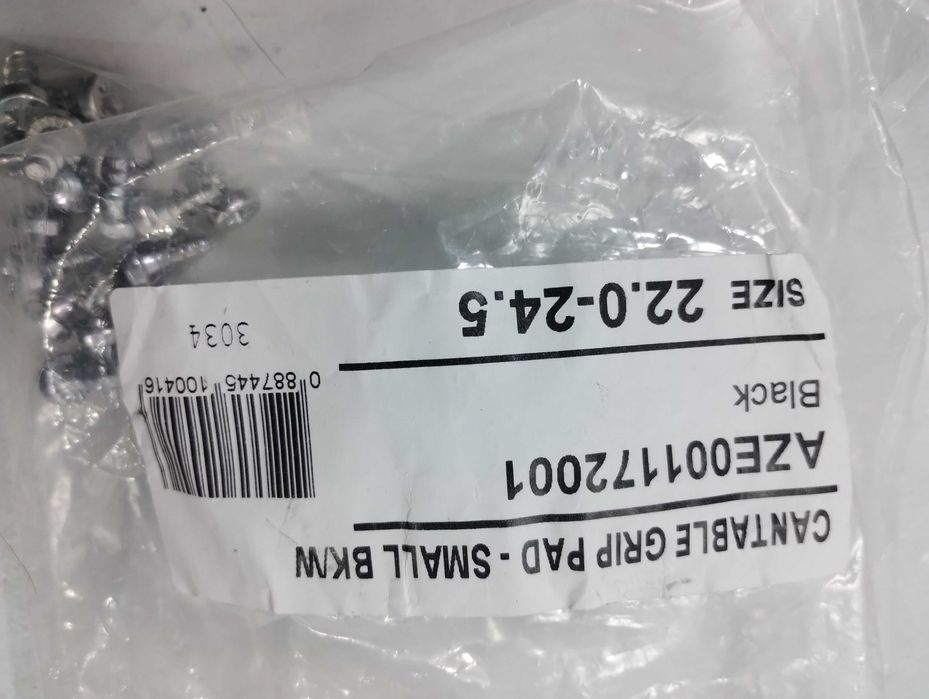 CANTABLE GRIP PAD - SMALL BK/W
AZE001172001
Black
SIZE 22.0-24.5
0 887445 100416
3034